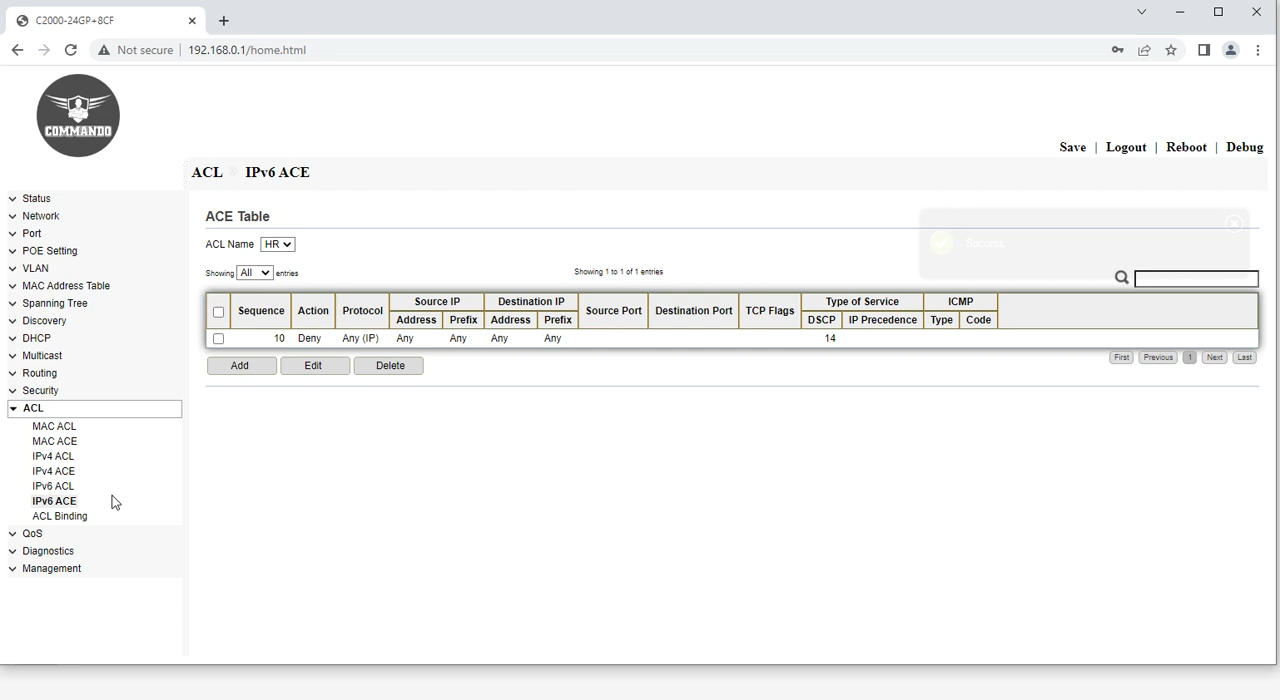 C2000-24GP+8CF
Not secure | 192.168.0.1/home.html
COMMANDO
Save | Logout | Reboot | Debug
ACL » IPv6 ACE
Status
Network
Port
POE Setting
VLAN
MAC Address Table
Spanning Tree
Discovery
DHCP
Multicast
Routing
Security
ACL
MAC ACL
MAC ACE
IPv4 ACL
IPv4 ACE
IPv6 ACL
IPv6 ACE
ACL Binding
QoS
Diagnostics
Management
ACE Table
Success.
ACL Name HR
Showing All entries Showing 1 to 1 of 1 entries
Sequence Action Protocol Source IP Destination IP Source Port Destination Port TCP Flags Type of Service ICMP
Address Prefix Address Prefix DSCP IP Precedence Type Code
10 Deny Any (IP) Any Any Any Any 14
Add Edit Delete First Previous 1 Next Last